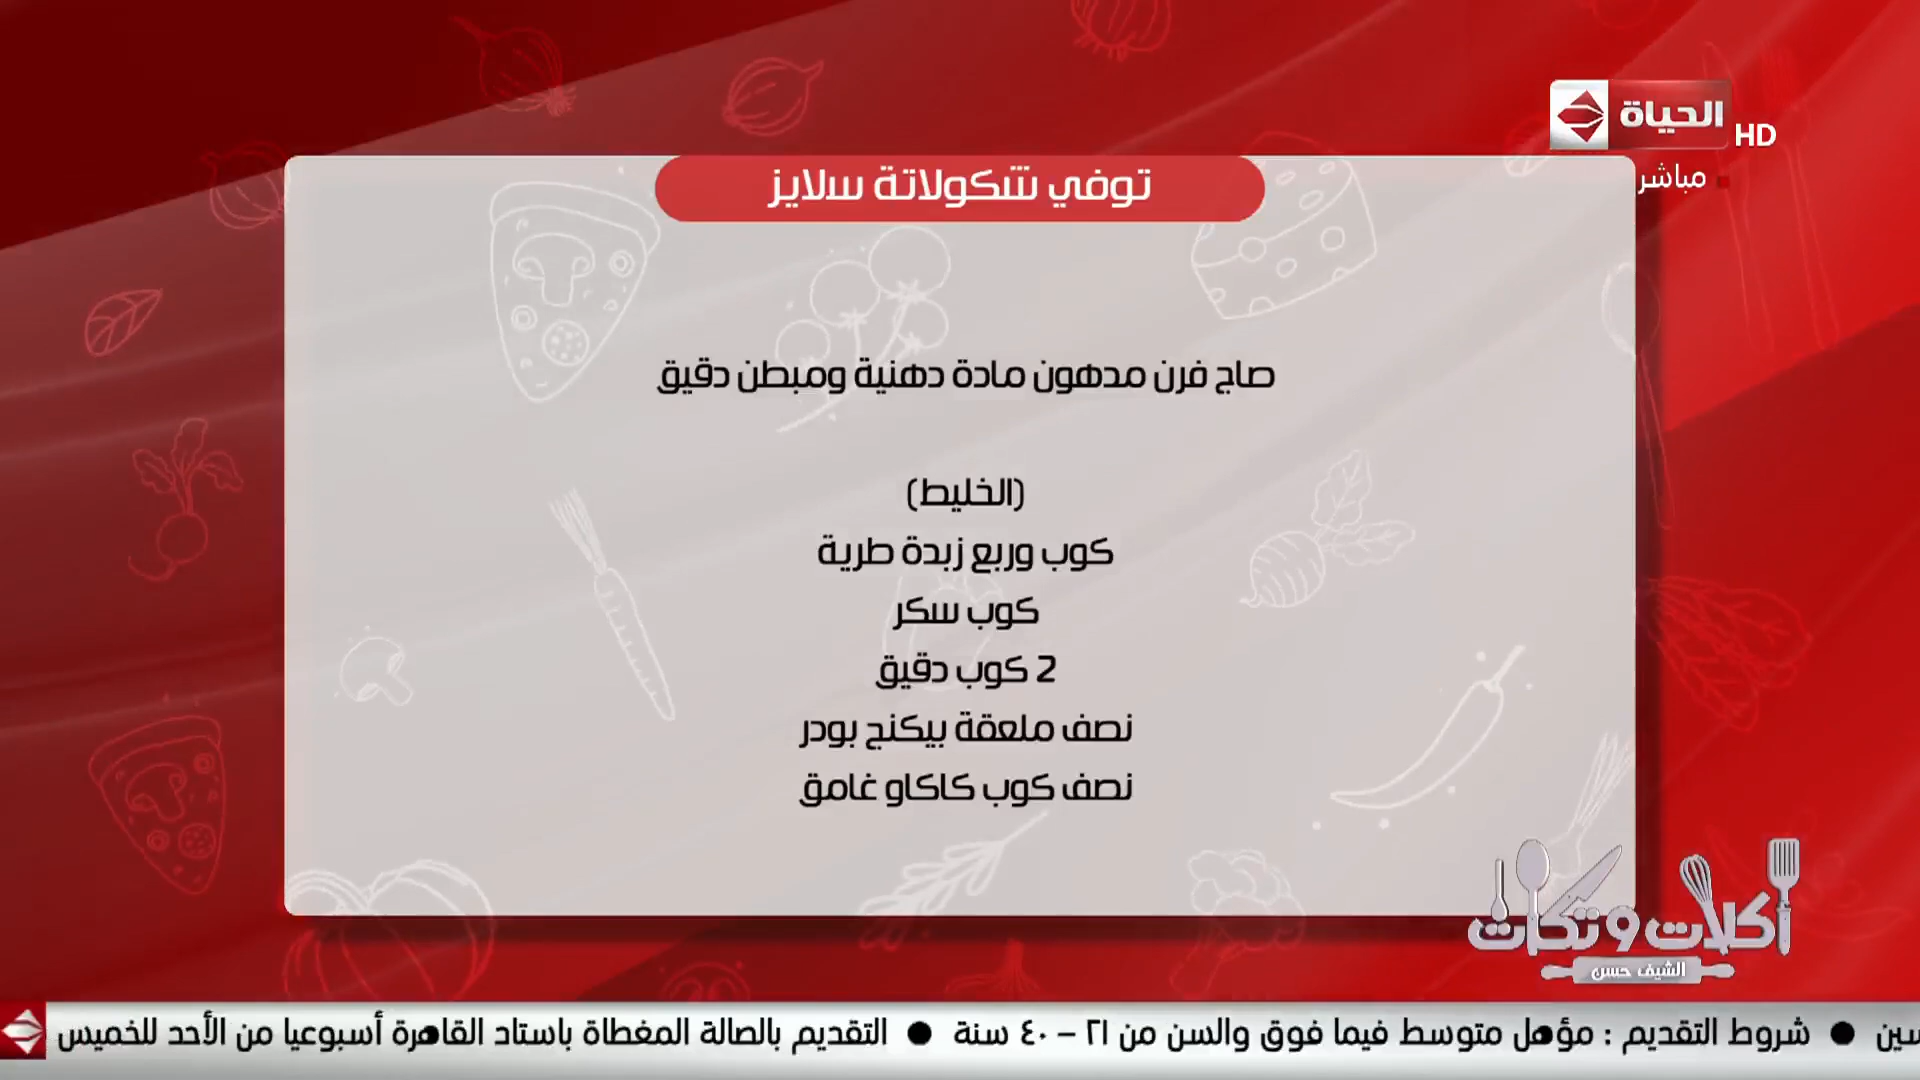 الحياة HD
مباشر
توفي شكولاتة سلايز
صاج فرن مدهون مادة دهنية ومبطن دقيق
(الخليط)
كوب وربع زبدة طرية
كوب سكر
2 كوب دقيق
نصف ملعقة بيكنج بودر
نصف كوب كاكاو غامق
أكلات وتكات
الشيف حسن
سين ● شروط التقديم : مؤهل متوسط فيما فوق والسن من ٢١ – ٤٠ سنة ● التقديم بالصالة المغطاة باستاد القاهرة أسبوعيا من الأحد للخميس